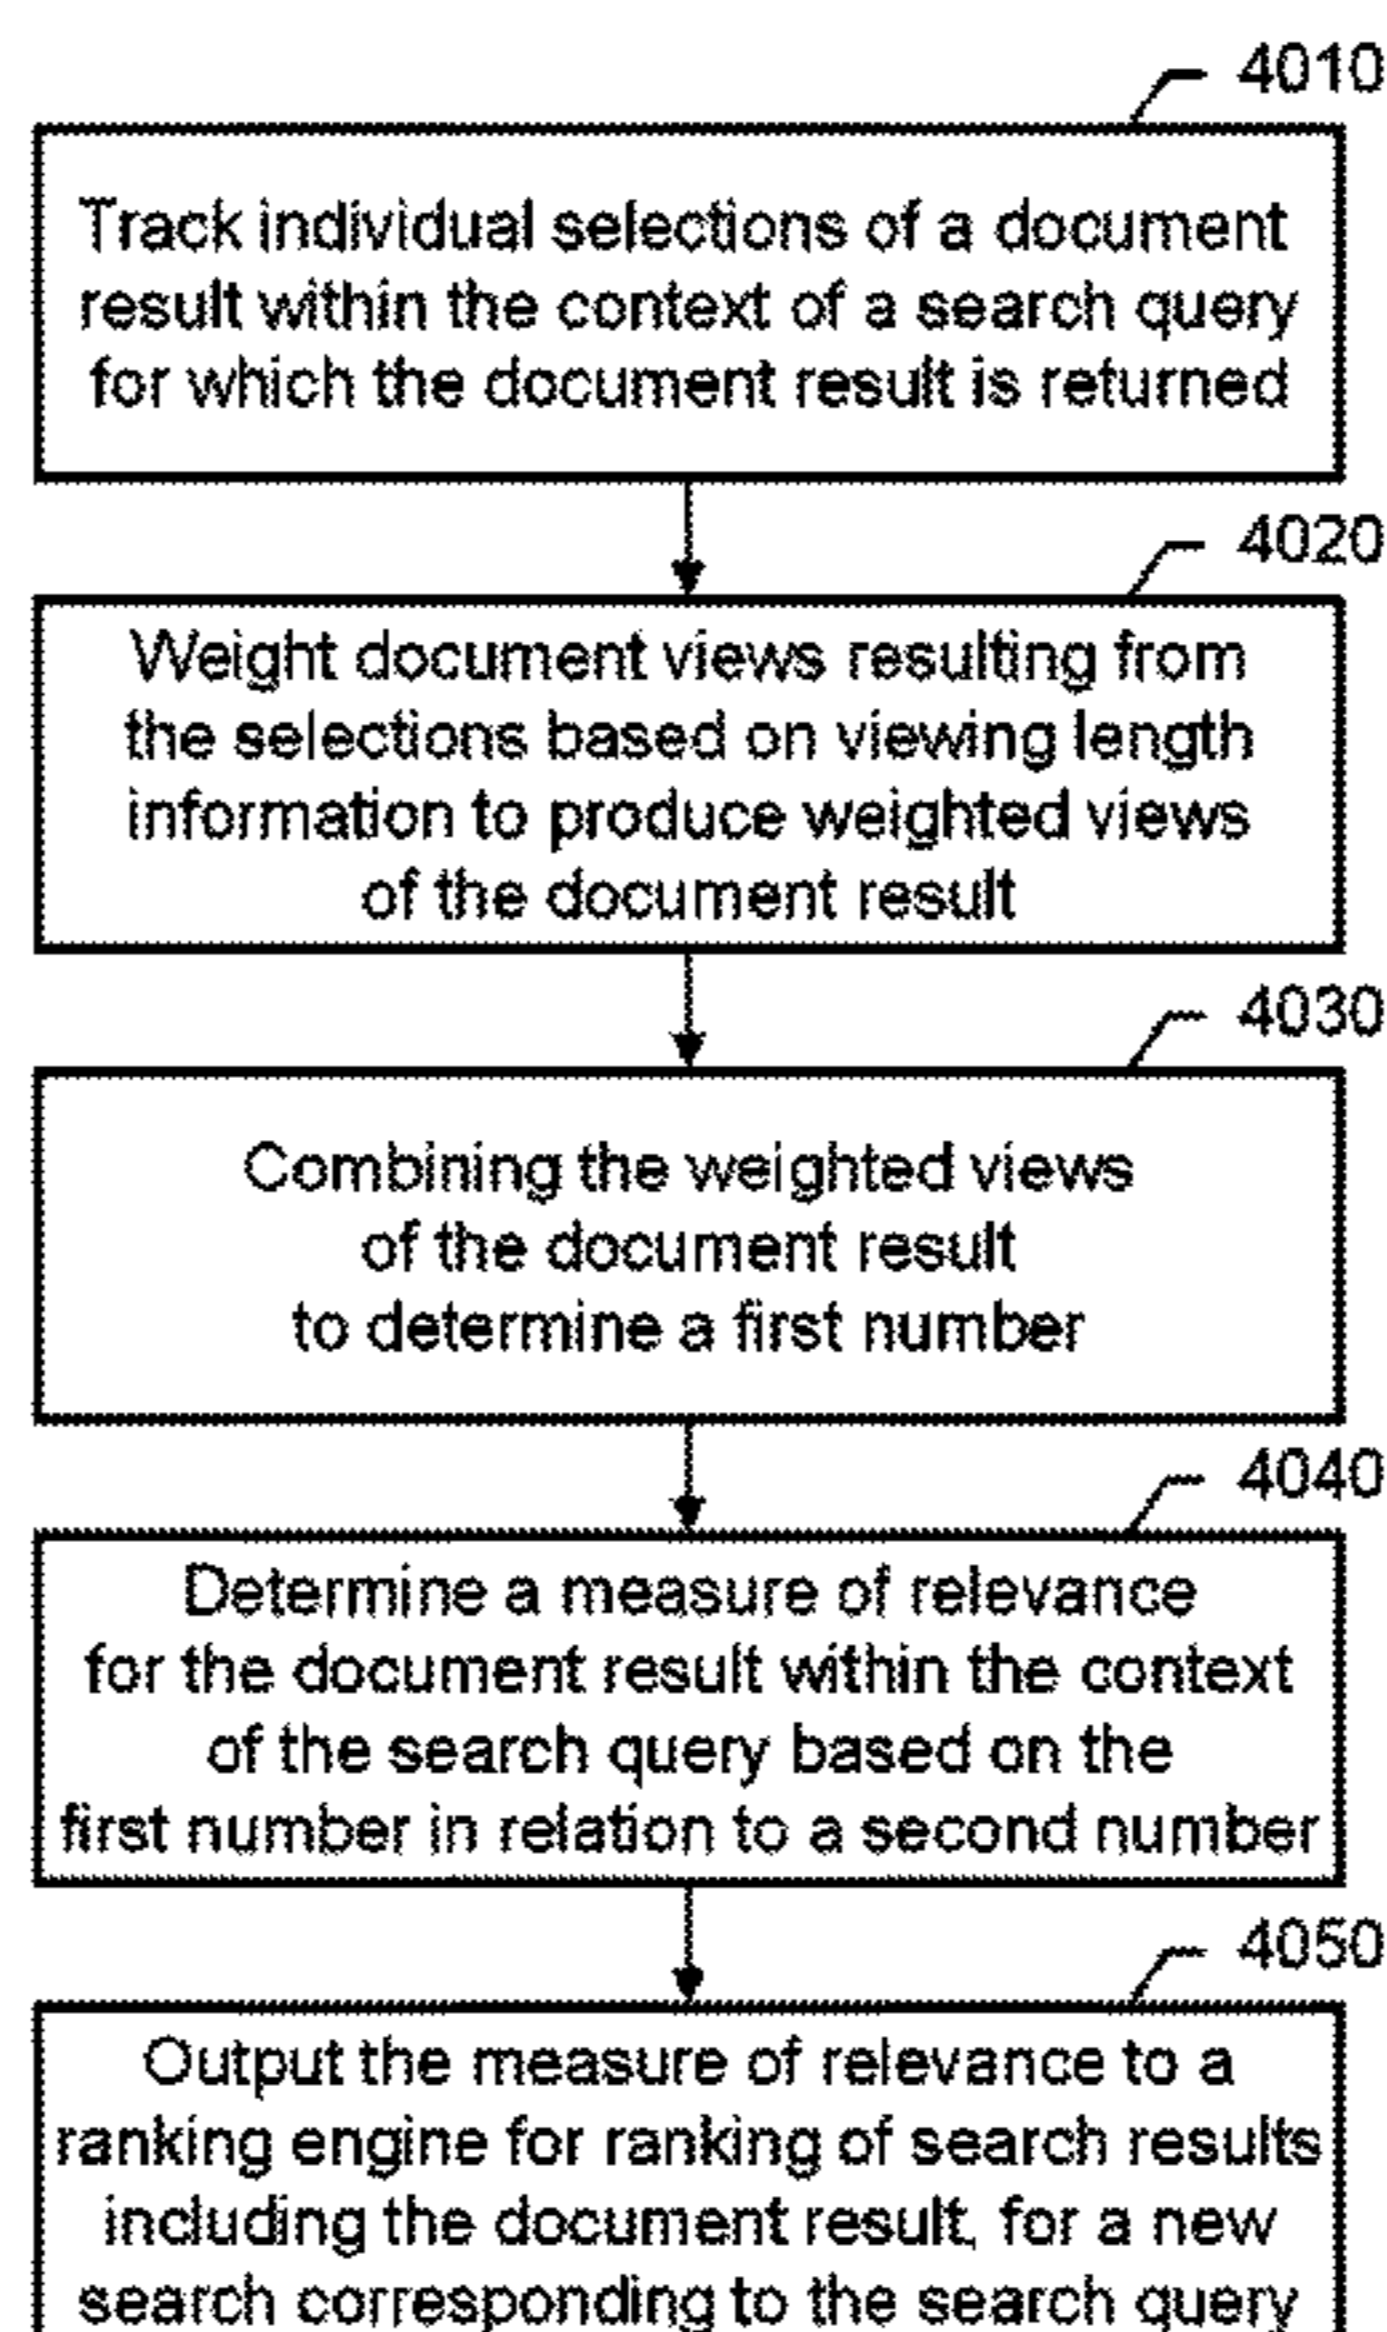 4010
Track individual selections of a document
result within the context of a search query
for which the document result is returned
4020
Weight document views resulting from
the selections based on viewing length
information to produce weighted views
of the document result
4030
Combining the weighted views
of the document result
to determine a first number
4040
Determine a measure of relevance
for the document result within the context
of the search query based on the
first number in relation to a second number
4050
Output the measure of relevance to a
ranking engine for ranking of search results
including the document result, for a new
search corresponding to the search query